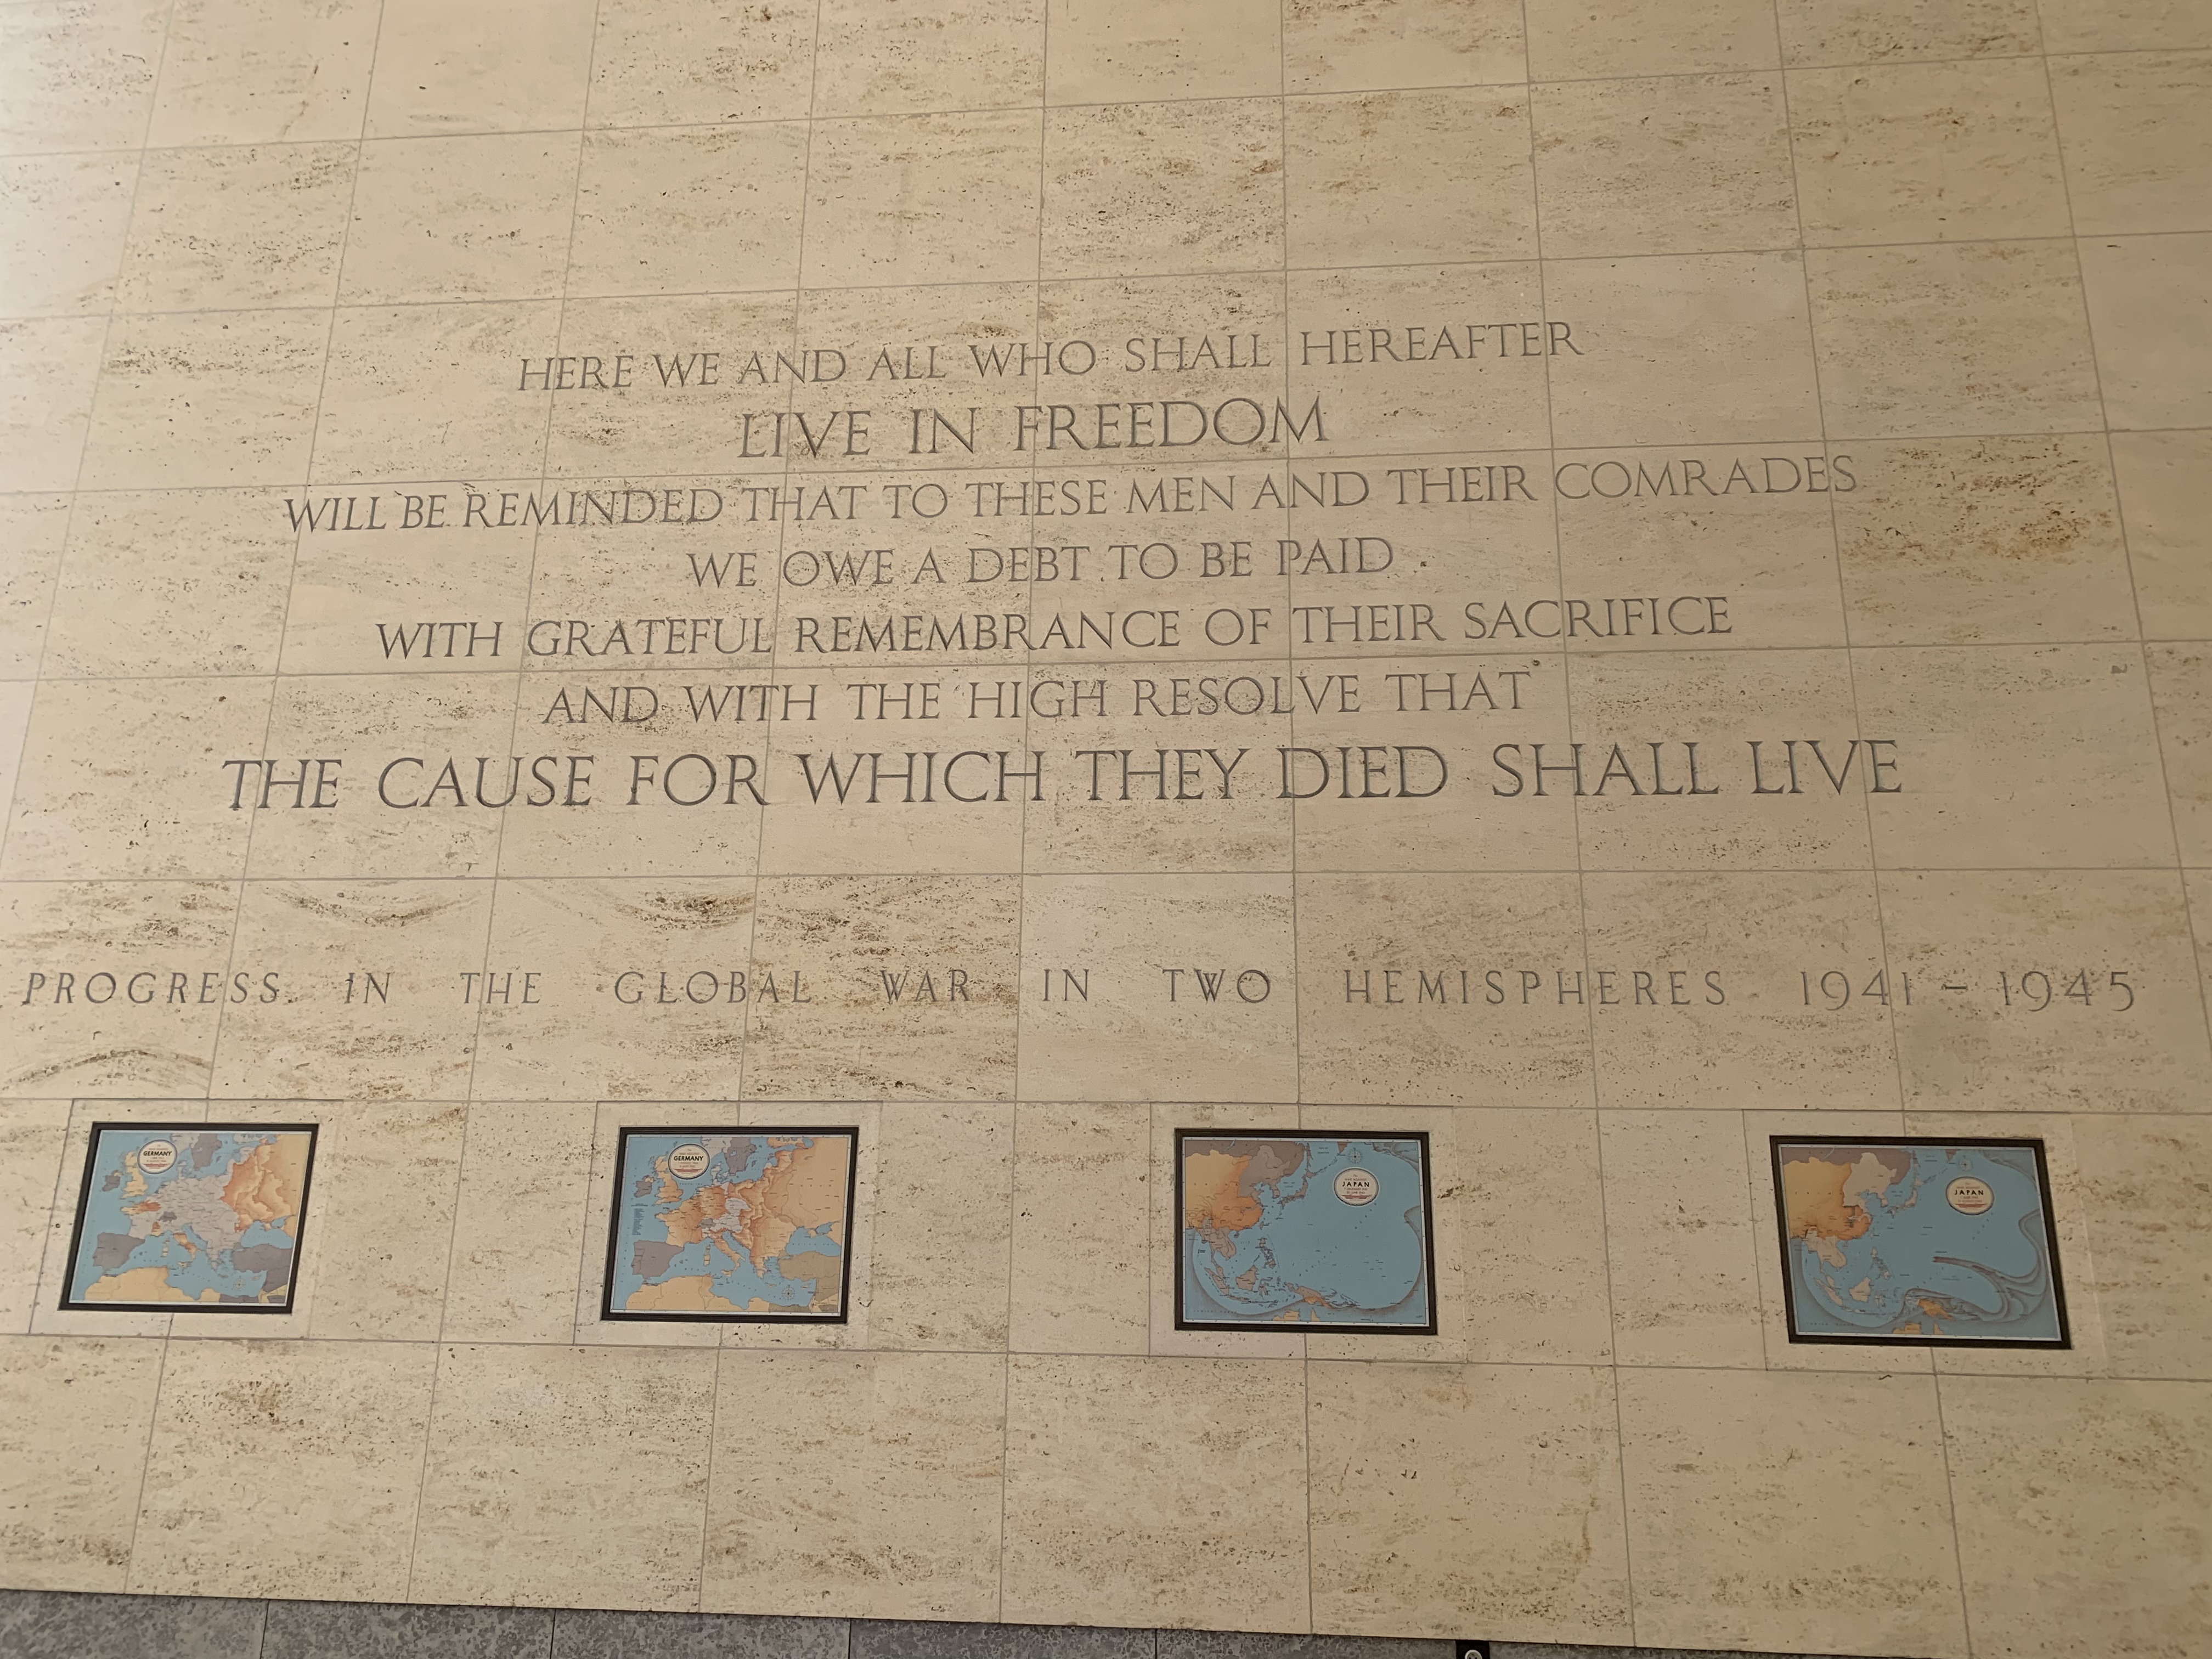 HERE WE AND ALL WHO SHALL HEREAFTER
LIVE IN FREEDOM
WILL BE REMINDED THAT TO THESE MEN AND THEIR COMRADES
WE OWE A DEBT TO BE PAID
WITH GRATEFUL REMEMBRANCE OF THEIR SACRIFICE
AND WITH THE HIGH RESOLVE THAT
THE CAUSE FOR WHICH THEY DIED SHALL LIVE
PROGRESS IN THE GLOBAL WAR IN TWO HEMISPHERES 1941 – 1945
GERMANY
GERMANY
JAPAN
JAPAN